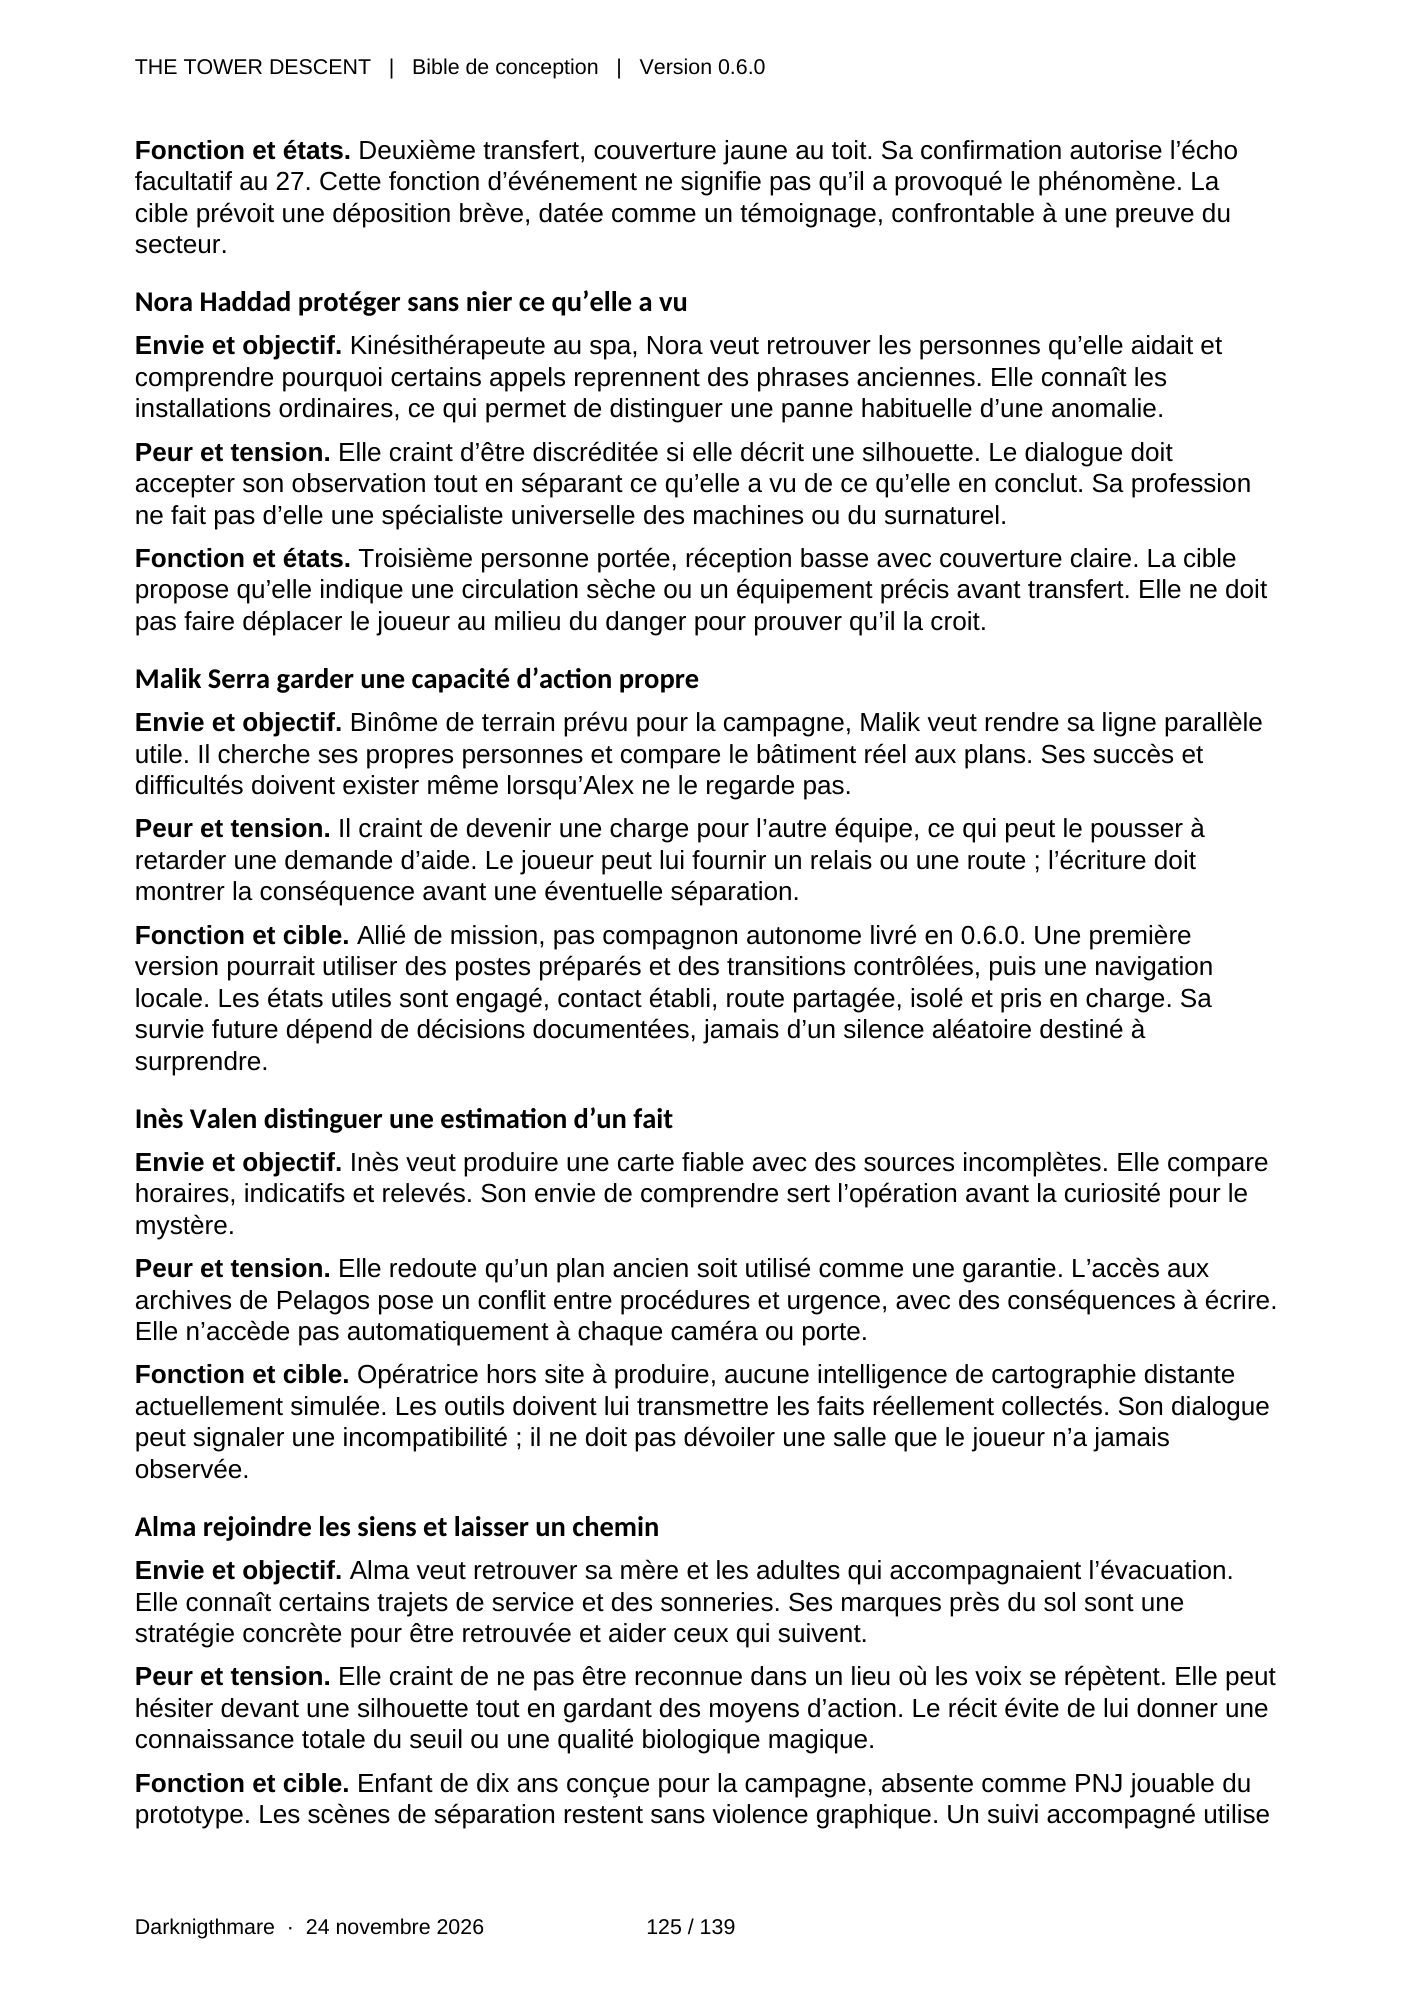 THE TOWER DESCENT | Bible de conception | Version 0.6.0
Fonction et états. Deuxième transfert, couverture jaune au toit. Sa confirmation autorise l’écho
facultatif au 27. Cette fonction d’événement ne signifie pas qu’il a provoqué le phénomène. La
cible prévoit une déposition brève, datée comme un témoignage, confrontable à une preuve du
secteur.
Nora Haddad protéger sans nier ce qu’elle a vu
Envie et objectif. Kinésithérapeute au spa, Nora veut retrouver les personnes qu’elle aidait et
comprendre pourquoi certains appels reprennent des phrases anciennes. Elle connaît les
installations ordinaires, ce qui permet de distinguer une panne habituelle d’une anomalie.
Peur et tension. Elle craint d’être discréditée si elle décrit une silhouette. Le dialogue doit
accepter son observation tout en séparant ce qu’elle a vu de ce qu’elle en conclut. Sa profession
ne fait pas d’elle une spécialiste universelle des machines ou du surnaturel.
Fonction et états. Troisième personne portée, réception basse avec couverture claire. La cible
propose qu’elle indique une circulation sèche ou un équipement précis avant transfert. Elle ne doit
pas faire déplacer le joueur au milieu du danger pour prouver qu’il la croit.
Malik Serra garder une capacité d’action propre
Envie et objectif. Binôme de terrain prévu pour la campagne, Malik veut rendre sa ligne parallèle
utile. Il cherche ses propres personnes et compare le bâtiment réel aux plans. Ses succès et
difficultés doivent exister même lorsqu’Alex ne le regarde pas.
Peur et tension. Il craint de devenir une charge pour l’autre équipe, ce qui peut le pousser à
retarder une demande d’aide. Le joueur peut lui fournir un relais ou une route ; l’écriture doit
montrer la conséquence avant une éventuelle séparation.
Fonction et cible. Allié de mission, pas compagnon autonome livré en 0.6.0. Une première
version pourrait utiliser des postes préparés et des transitions contrôlées, puis une navigation
locale. Les états utiles sont engagé, contact établi, route partagée, isolé et pris en charge. Sa
survie future dépend de décisions documentées, jamais d’un silence aléatoire destiné à
surprendre.
Inès Valen distinguer une estimation d’un fait
Envie et objectif. Inès veut produire une carte fiable avec des sources incomplètes. Elle compare
horaires, indicatifs et relevés. Son envie de comprendre sert l’opération avant la curiosité pour le
mystère.
Peur et tension. Elle redoute qu’un plan ancien soit utilisé comme une garantie. L’accès aux
archives de Pelagos pose un conflit entre procédures et urgence, avec des conséquences à écrire.
Elle n’accède pas automatiquement à chaque caméra ou porte.
Fonction et cible. Opératrice hors site à produire, aucune intelligence de cartographie distante
actuellement simulée. Les outils doivent lui transmettre les faits réellement collectés. Son dialogue
peut signaler une incompatibilité ; il ne doit pas dévoiler une salle que le joueur n’a jamais
observée.
Alma rejoindre les siens et laisser un chemin
Envie et objectif. Alma veut retrouver sa mère et les adultes qui accompagnaient l’évacuation.
Elle connaît certains trajets de service et des sonneries. Ses marques près du sol sont une
stratégie concrète pour être retrouvée et aider ceux qui suivent.
Peur et tension. Elle craint de ne pas être reconnue dans un lieu où les voix se répètent. Elle peut
hésiter devant une silhouette tout en gardant des moyens d’action. Le récit évite de lui donner une
connaissance totale du seuil ou une qualité biologique magique.
Fonction et cible. Enfant de dix ans conçue pour la campagne, absente comme PNJ jouable du
prototype. Les scènes de séparation restent sans violence graphique. Un suivi accompagné utilise
Darknigthmare · 24 novembre 2026 125 / 139